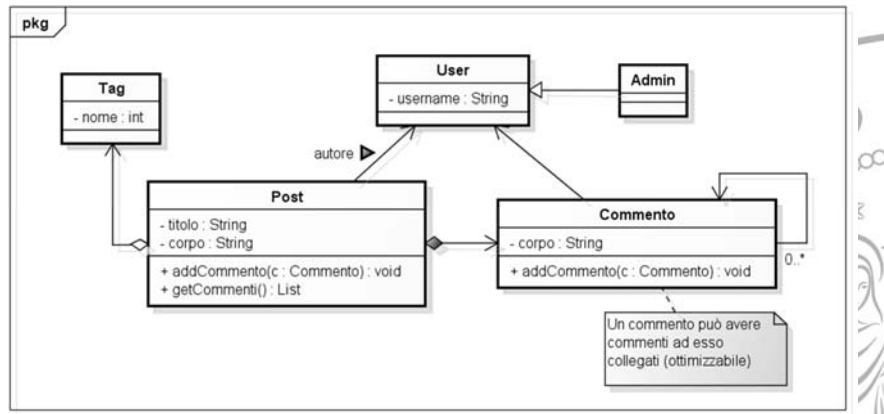 pkg
Tag
- nome : int
User
- username : String
Admin
autore
Post
- titolo : String
- corpo : String
+ addCommento(c : Commento) : void
+ getCommenti() : List
Commento
- corpo : String
+ addCommento(c : Commento) : void
0..*
Un commento può avere
commenti ad esso
collegati (ottimizzabile)